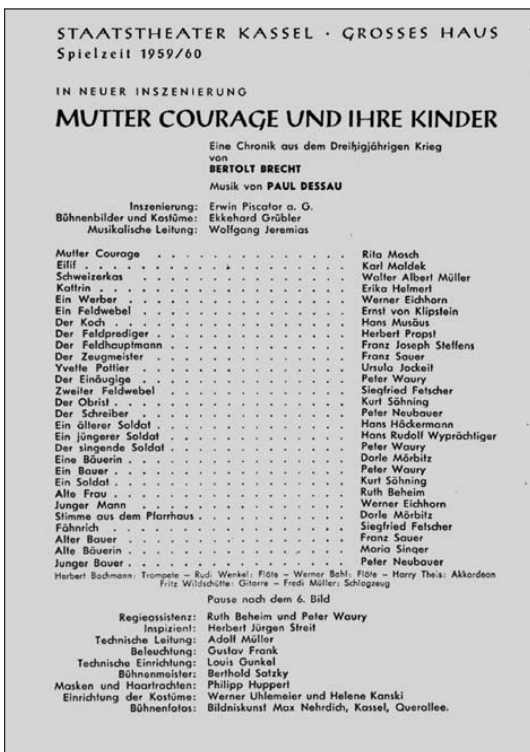 STAATSTHEATER KASSEL · GROSSES HAUS
Spielzeit 1959/60
IN NEUER INSZENIERUNG
MUTTER COURAGE UND IHRE KINDER
Eine Chronik aus dem Dreißigjährigen Krieg
von
BERTOLT BRECHT
Musik von PAUL DESSAU
Inszenierung: Erwin Piscator a. G.
Bühnenbilder und Kostüme: Ekkehard Grübler
Musikalische Leitung: Wolfgang Jeremias
Mutter Courage . . . . . . . . . . . . Rita Mosch
Eilif . . . . . . . . . . . . Karl Maldek
Schweizerkas . . . . . . . . . . . . Walter Albert Müller
Kattrin . . . . . . . . . . . . Erika Helmert
Ein Werber . . . . . . . . . . . . Werner Eichhorn
Ein Feldwebel . . . . . . . . . . . . Ernst von Klipstein
Der Koch . . . . . . . . . . . . Hans Musäus
Der Feldprediger . . . . . . . . . . . . Herbert Propst
Der Feldhauptmann . . . . . . . . . . . . Franz Joseph Steffens
Der Zeugmeister . . . . . . . . . . . . Franz Sauer
Yvette Pottier . . . . . . . . . . . . Ursula Jockeit
Der Einäugige . . . . . . . . . . . . Peter Waury
Zweiter Feldwebel . . . . . . . . . . . . Siegfried Fetscher
Der Obrist . . . . . . . . . . . . Kurt Söhning
Der Schreiber . . . . . . . . . . . . Peter Neubauer
Ein älterer Soldat . . . . . . . . . . . . Hans Häckermann
Ein jüngerer Soldat . . . . . . . . . . . . Hans Rudolf Wyprächtiger
Der singende Soldat . . . . . . . . . . . . Peter Waury
Eine Bäuerin . . . . . . . . . . . . Dorle Mörbitz
Ein Bauer . . . . . . . . . . . . Peter Waury
Ein Soldat . . . . . . . . . . . . Kurt Söhning
Alte Frau . . . . . . . . . . . . Ruth Beheim
Junger Mann . . . . . . . . . . . . Werner Eichhorn
Stimme aus dem Pfarrhaus . . . . . . . . . . . . Dorle Mörbitz
Fähnrich . . . . . . . . . . . . Siegfried Fetscher
Alter Bauer . . . . . . . . . . . . Franz Sauer
Alte Bäuerin . . . . . . . . . . . . Maria Singer
Junger Bauer . . . . . . . . . . . . Peter Neubauer
Herbert Bachmann: Trompete – Rudi Wenkel: Flöte – Werner Bahl: Flöte – Harry Theis: Akkordeon
Fritz Wildschütte: Gitarre – Fredi Müller: Schlagzeug
Pause nach dem 6. Bild
Regieassistenz: Ruth Beheim und Peter Waury
Inspizient: Herbert Jürgen Streit
Technische Leitung: Adolf Müller
Beleuchtung: Gustav Frank
Technische Einrichtung: Louis Gunkel
Bühnenmeister: Berthold Satzky
Masken und Haartrachten: Philipp Huppert
Einrichtung der Kostüme: Werner Uhlemeier und Helene Kanski
Bühnenfotos: Bildniskunst Max Nehrdich, Kassel, Querallee.